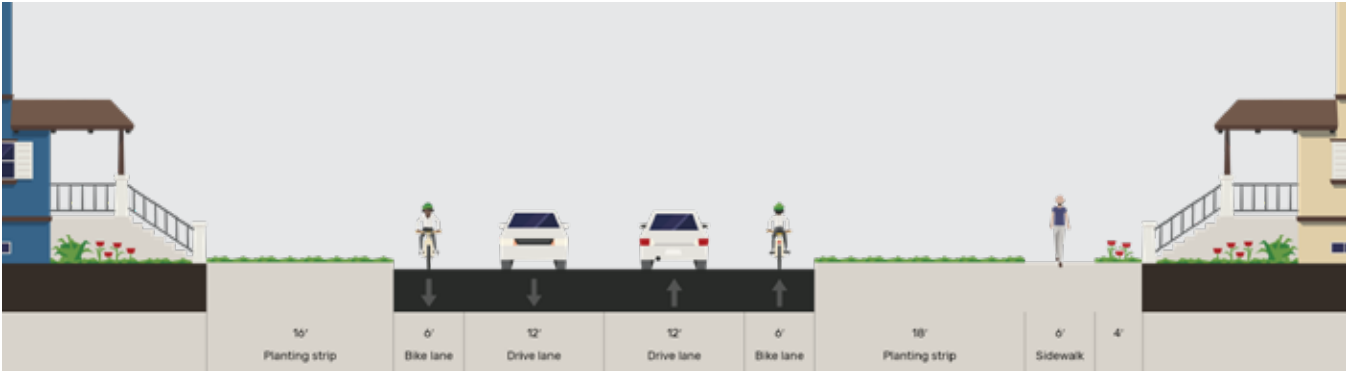 16' 6' 12' 12' 6' 18' 6' 4'
Planting strip Bike lane Drive lane Drive lane Bike lane Planting strip Sidewalk